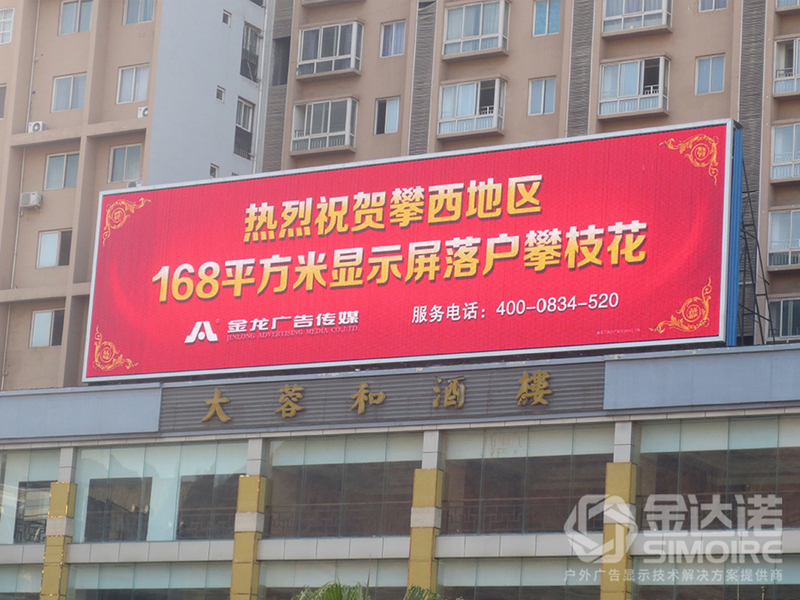 热烈祝贺攀西地区
168平方米显示屏落户攀枝花
金龙广告传媒
JINLONG ADVERTISING MEDIA CO.,LTD.
服务电话：400-0834-520
大蓉和酒楼
金达诺
SIMOIRE
户外广告显示技术解决方案提供商